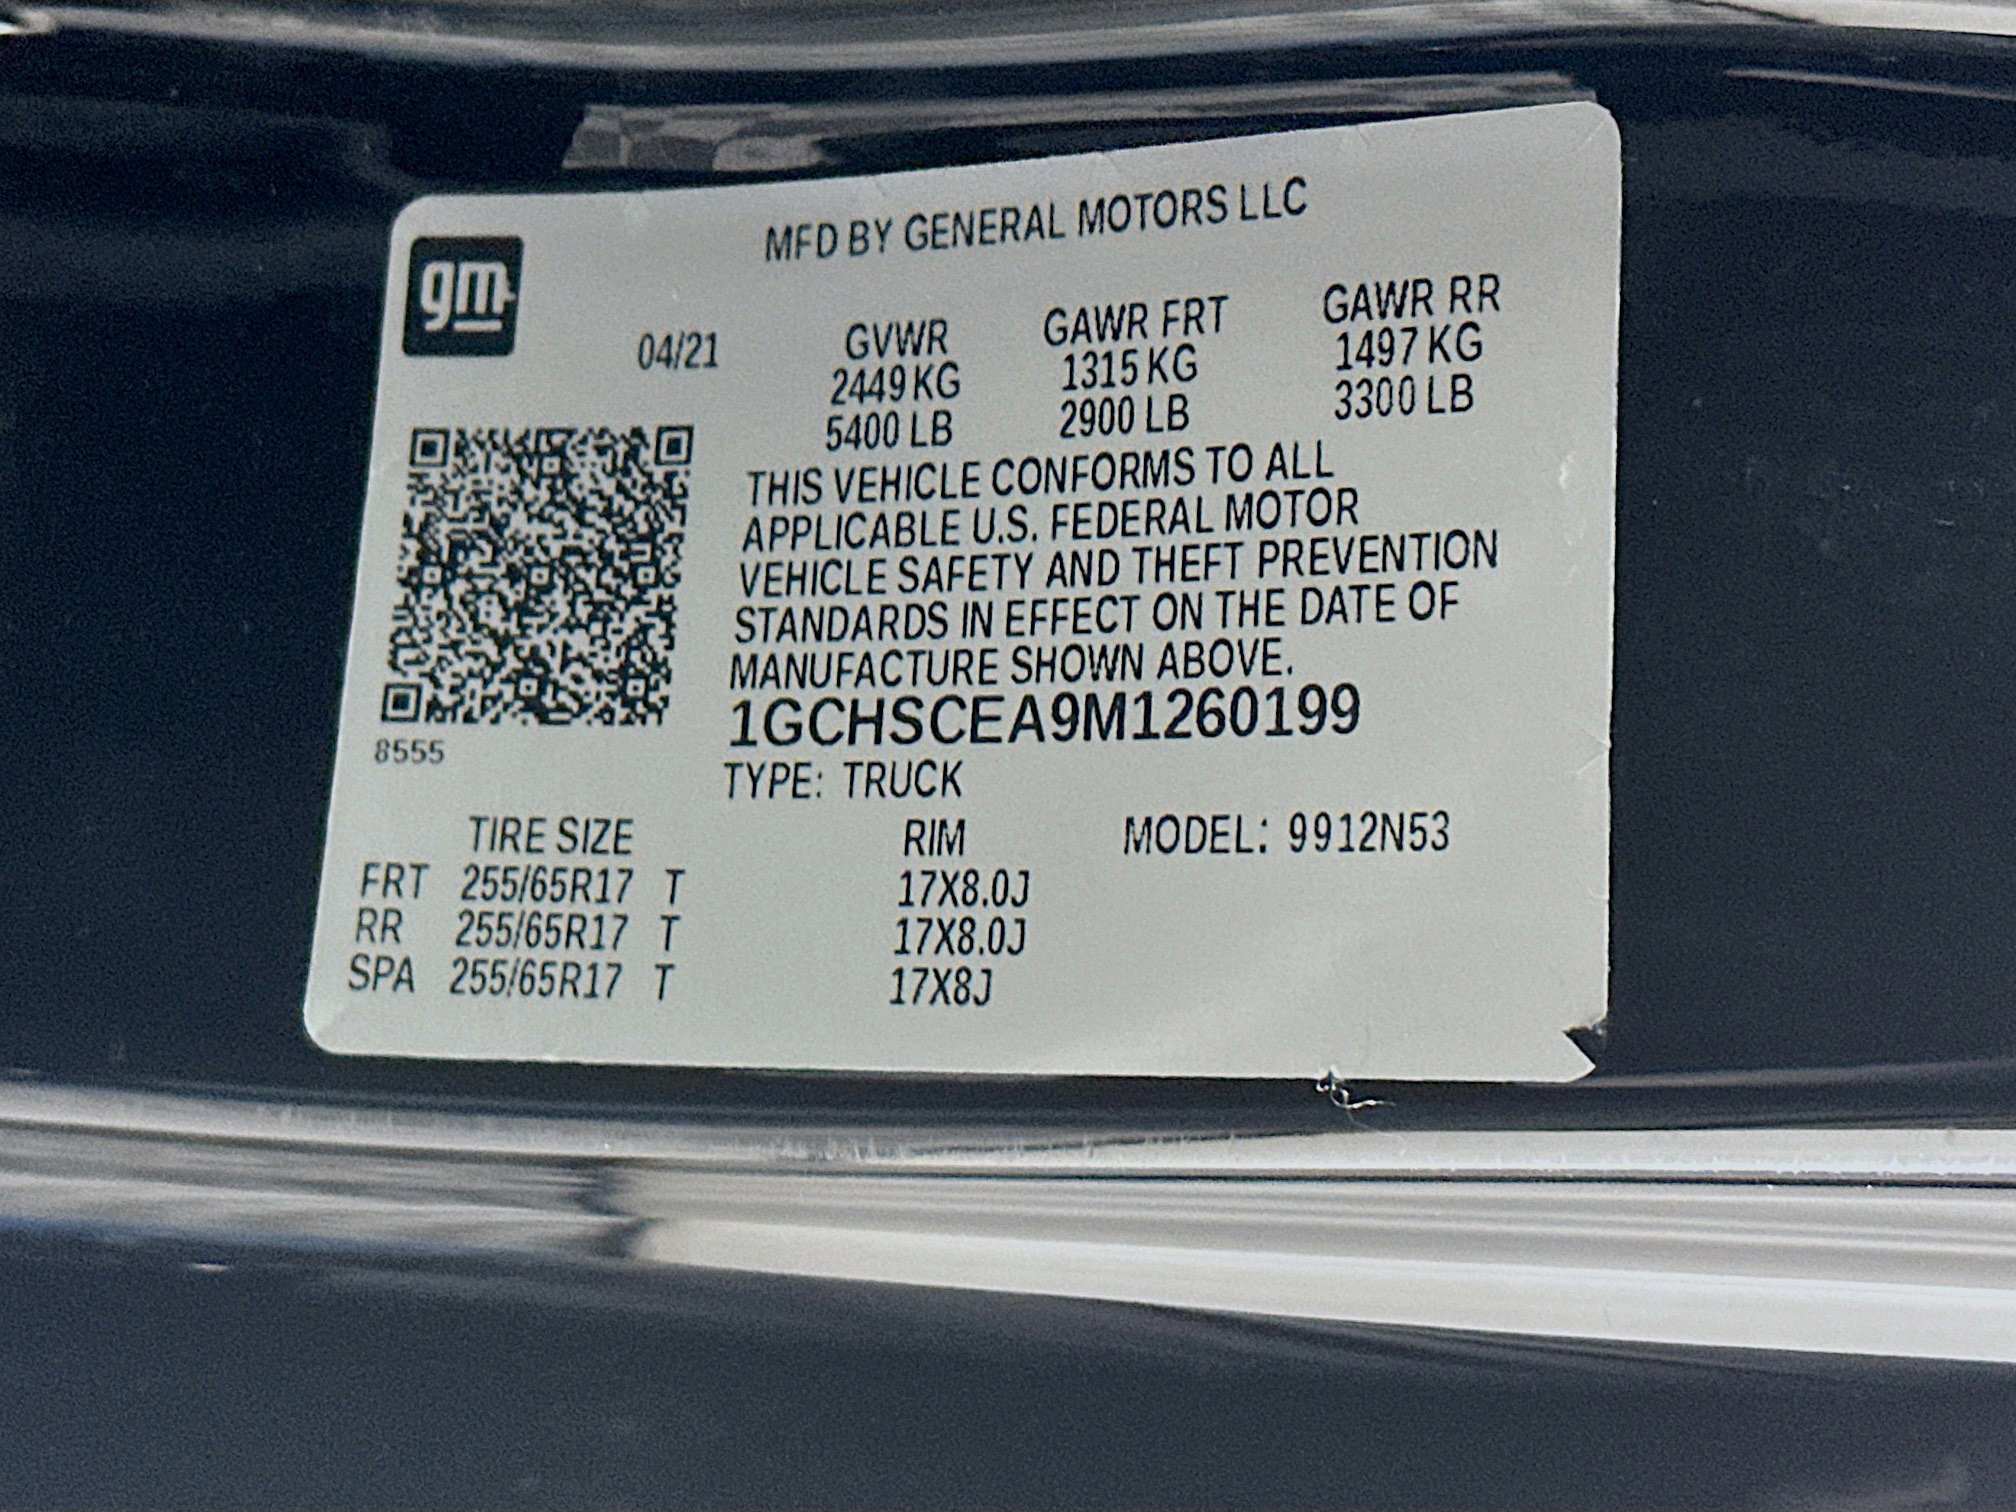 gm
MFD BY GENERAL MOTORS LLC
04/21
GVWR GAWR FRT GAWR RR
2449 KG 1315 KG 1497 KG
5400 LB 2900 LB 3300 LB
THIS VEHICLE CONFORMS TO ALL
APPLICABLE U.S. FEDERAL MOTOR
VEHICLE SAFETY AND THEFT PREVENTION
STANDARDS IN EFFECT ON THE DATE OF
MANUFACTURE SHOWN ABOVE.
1GCHSCEA9M1260199
8555
TYPE: TRUCK
TIRE SIZE RIM MODEL: 9912N53
FRT 255/65R17 T 17X8.0J
RR 255/65R17 T 17X8.0J
SPA 255/65R17 T 17X8J